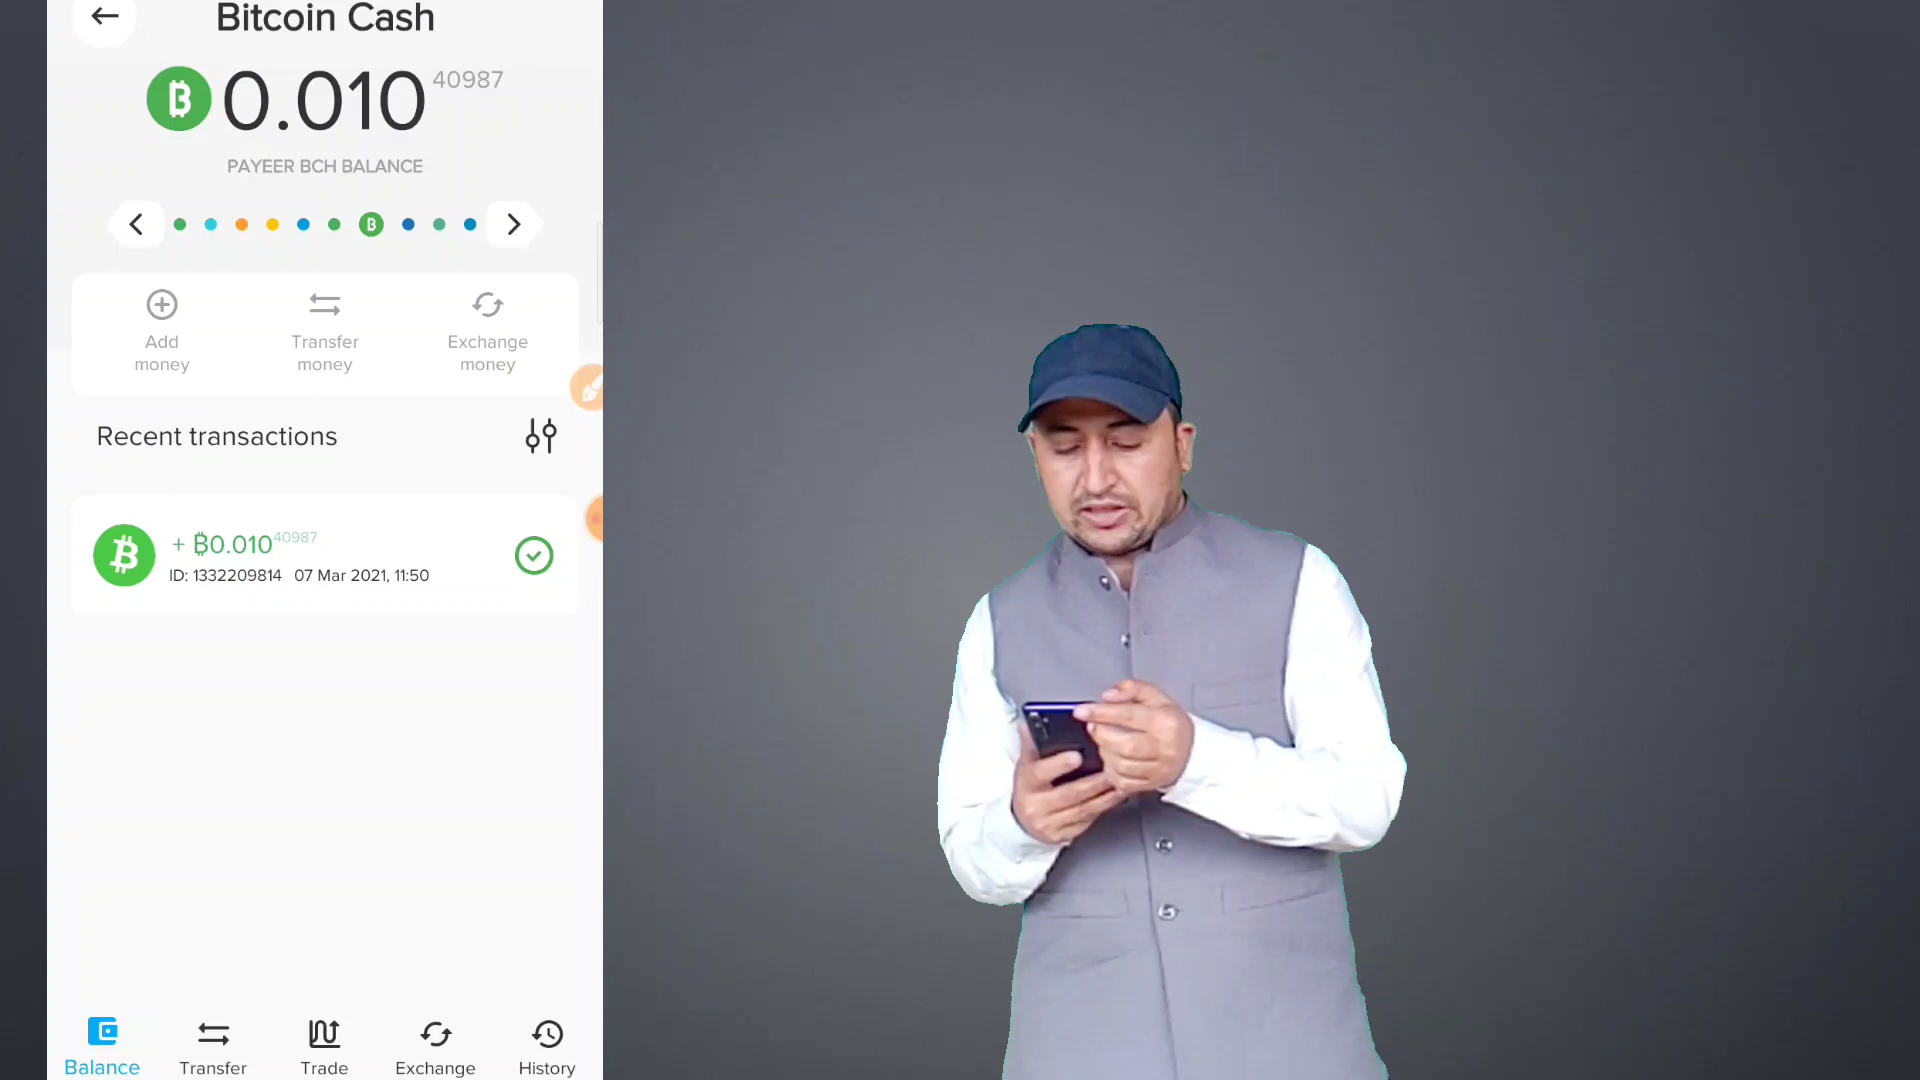 Bitcoin Cash
0.010 40987
PAYEER BCH BALANCE
Add
money
Transfer
money
Exchange
money
Recent transactions
+ ₿0.010 40987
ID: 1332209814 07 Mar 2021, 11:50
Balance
Transfer
Trade
Exchange
History